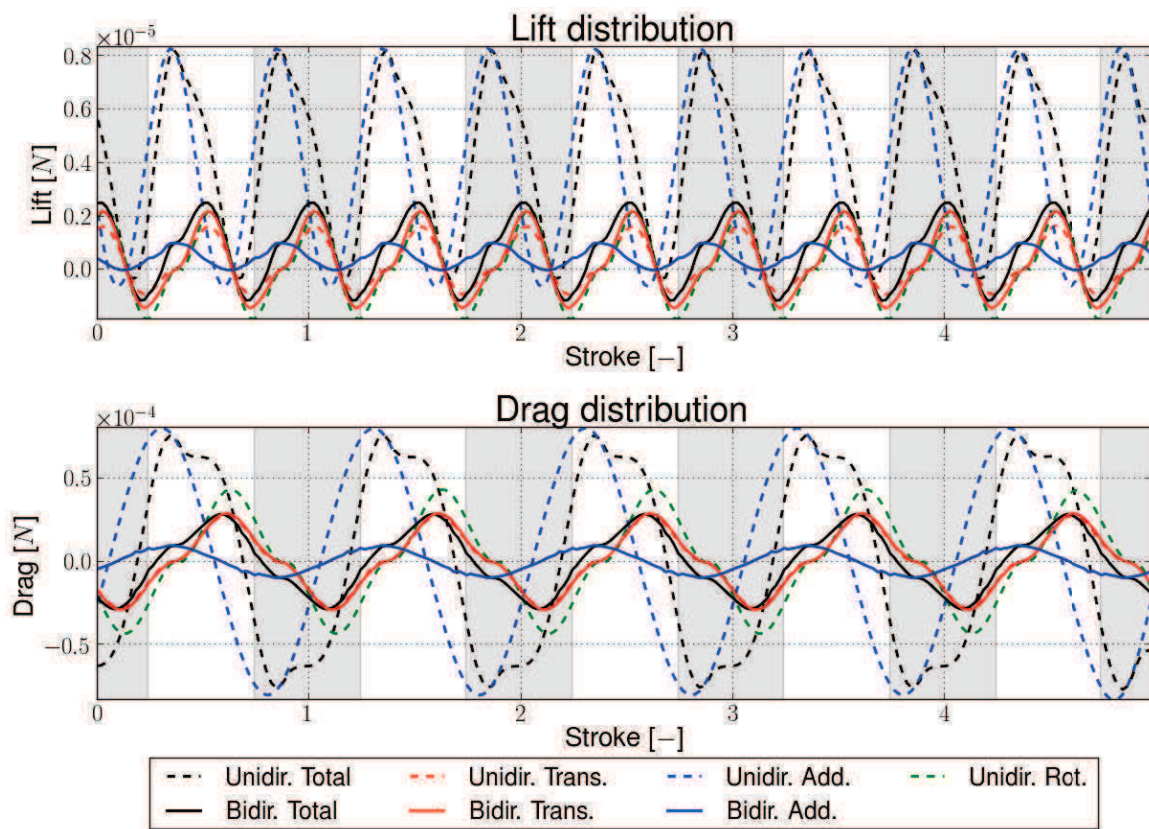 Lift distribution
×10⁻⁵
0.8
0.6
0.4
0.2
0.0
Lift [N]
0 1 2 3 4
Stroke [−]
Drag distribution
×10⁻⁴
0.5
0.0
−0.5
Drag [N]
0 1 2 3 4
Stroke [−]
Unidir. Total Unidir. Trans. Unidir. Add. Unidir. Rot.
Bidir. Total Bidir. Trans. Bidir. Add.